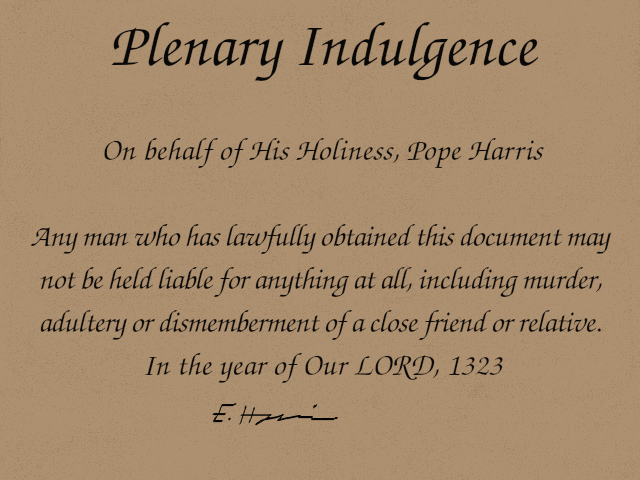 Plenary Indulgence
On behalf of His Holiness, Pope Harris
Any man who has lawfully obtained this document may
not be held liable for anything at all, including murder,
adultery or dismemberment of a close friend or relative.
In the year of Our LORD, 1323
E. Harris